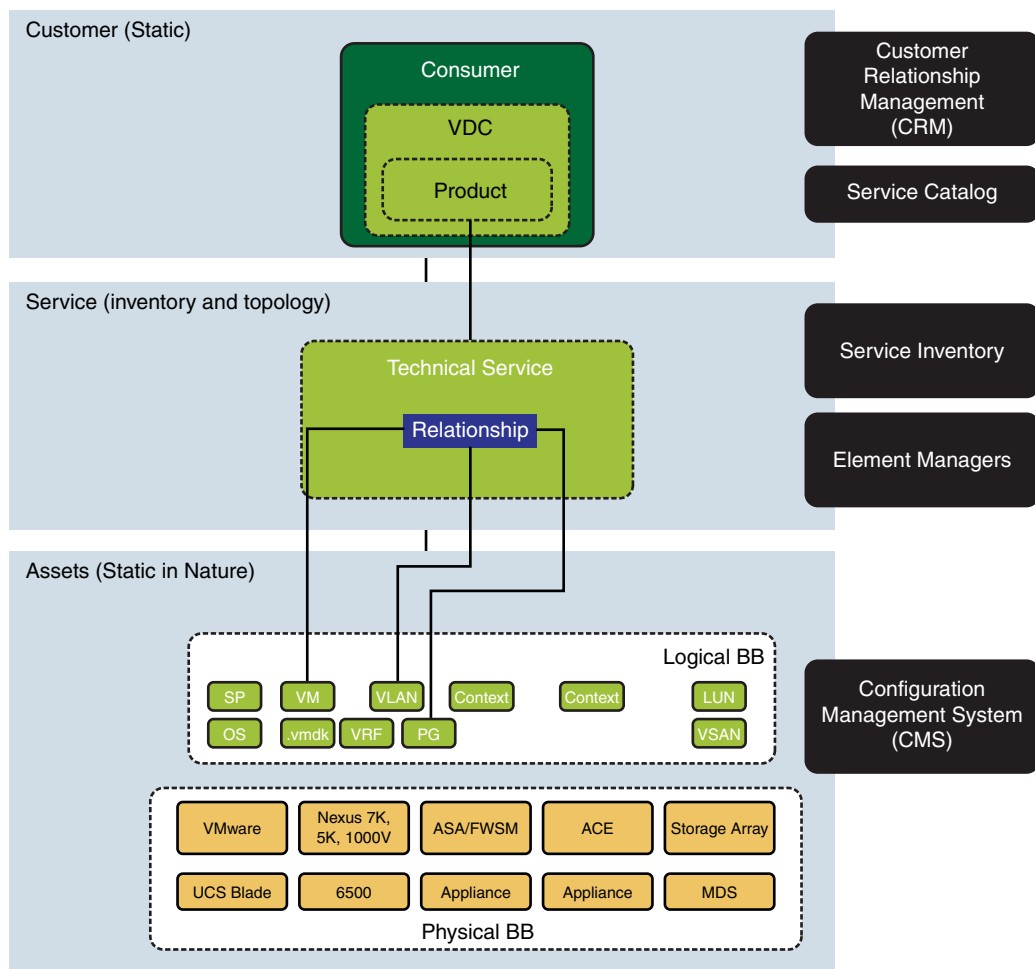 Customer (Static)
Consumer
VDC
Product
Customer
Relationship
Management
(CRM)
Service Catalog
Service (inventory and topology)
Technical Service
Relationship
Service Inventory
Element Managers
Assets (Static in Nature)
Logical BB
SP
VM
VLAN
Context
Context
LUN
OS
.vmdk
VRF
PG
VSAN
Configuration
Management System
(CMS)
VMware
Nexus 7K,
5K, 1000V
ASA/FWSM
ACE
Storage Array
UCS Blade
6500
Appliance
Appliance
MDS
Physical BB